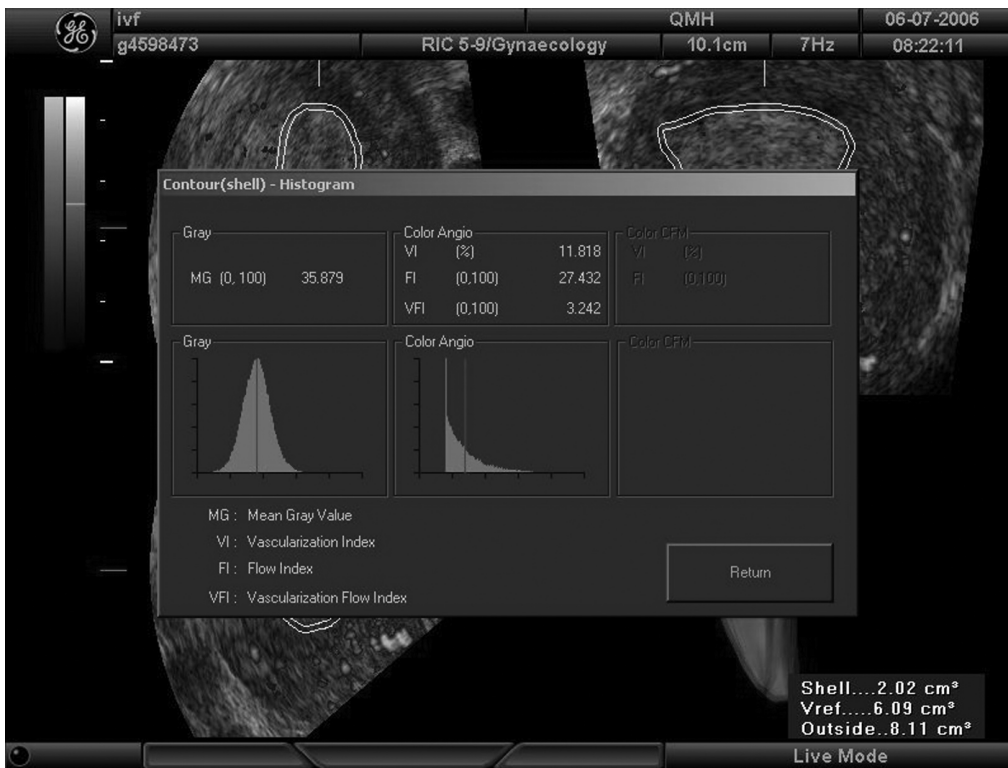 GE
ivf QMH 06-07-2006
g4598473 RIC 5-9/Gynaecology 10.1cm 7Hz 08:22:11
Contour(shell) - Histogram
Gray Color Angio Color CFM
VI (%) 11.818 VI (%)
MG (0, 100) 35.879 FI (0,100) 27.432 FI (0,100)
VFI (0,100) 3.242
Gray Color Angio Color CFM
MG : Mean Gray Value
VI : Vascularization Index
FI : Flow Index
VFI : Vascularization Flow Index
Return
Shell....2.02 cm³
Vref.....6.09 cm³
Outside..8.11 cm³
Live Mode